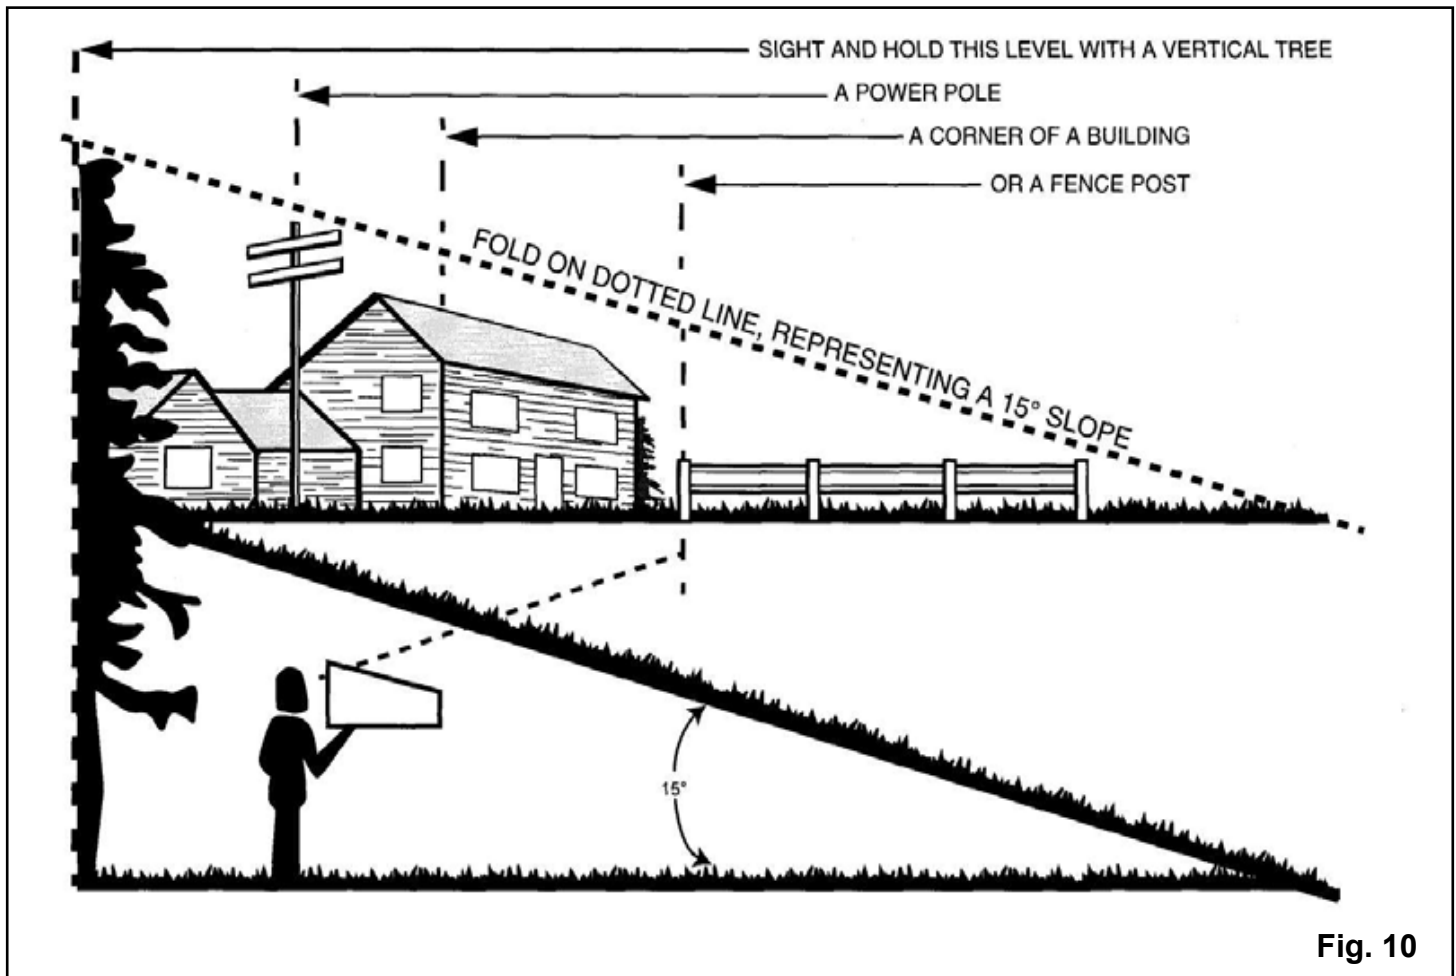 SIGHT AND HOLD THIS LEVEL WITH A VERTICAL TREE
A POWER POLE
A CORNER OF A BUILDING
OR A FENCE POST
FOLD ON DOTTED LINE, REPRESENTING A 15° SLOPE
15°
Fig. 10